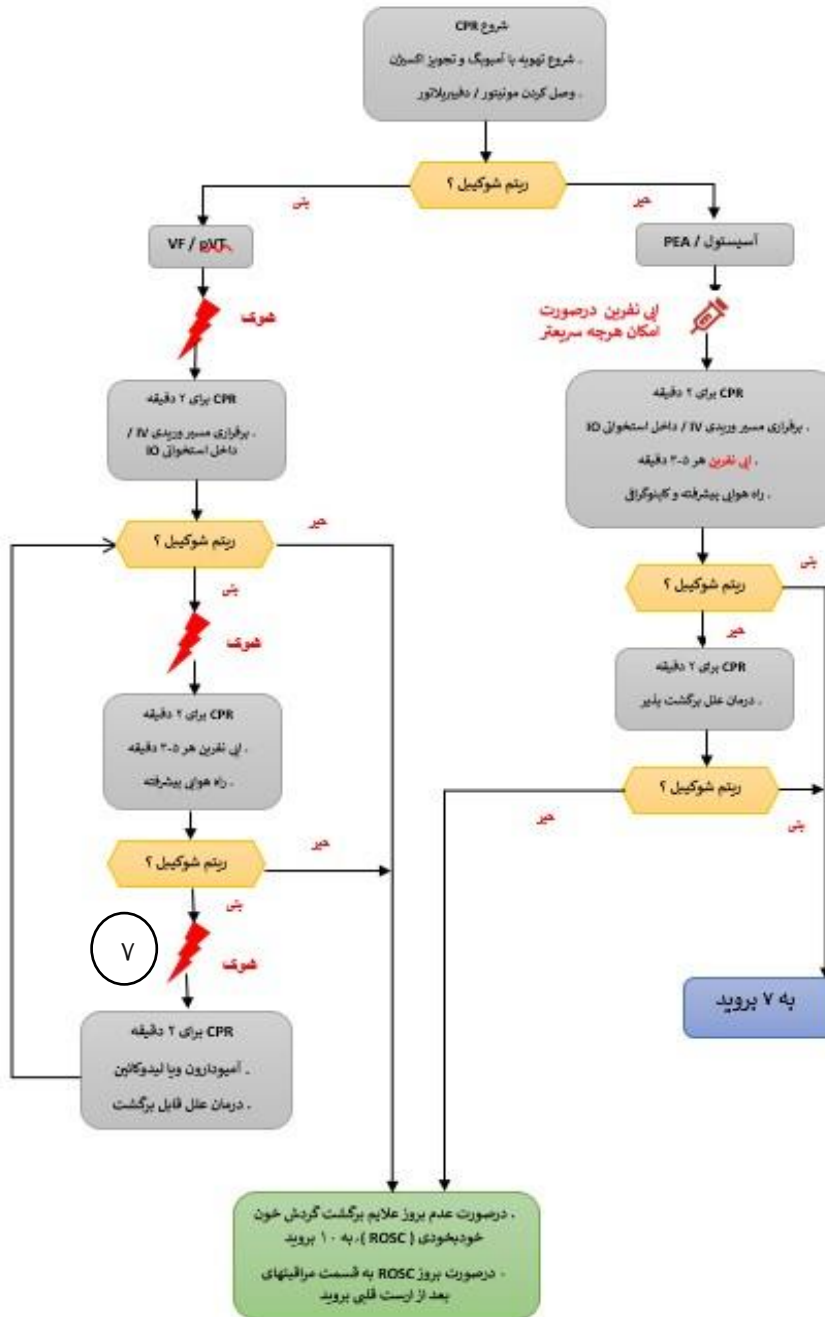 شروع CPR
. شروع تهویه با آمبوبگ و تجویز اکسیژن
. وصل کردن مونیتور / دفیبریلاتور
ریتم شوکیبل ؟
بلی
خیر
VF / pVT
آسیستول / PEA
شوک
اپی نفرین درصورت
امکان هرچه سریعتر
CPR برای ۲ دقیقه
. برقراری مسیر وریدی IV /
داخل استخوانی IO
CPR برای ۲ دقیقه
. برقراری مسیر وریدی IV / داخل استخوانی IO
. اپی نفرین هر ۵-۳ دقیقه
. راه هوایی پیشرفته و کاپنوگرافی
ریتم شوکیبل ؟
خیر
بلی
شوک
ریتم شوکیبل ؟
بلی
خیر
CPR برای ۲ دقیقه
. درمان علل برگشت پذیر
CPR برای ۲ دقیقه
. اپی نفرین هر ۵-۳ دقیقه
. راه هوایی پیشرفته
ریتم شوکیبل ؟
خیر
بلی
ریتم شوکیبل ؟
خیر
بلی
۷
شوک
به ۷ بروید
CPR برای ۲ دقیقه
. آمیودارون ویا لیدوکائین
. درمان علل قابل برگشت
. درصورت عدم بروز علایم برگشت گردش خون
خودبخودی ( ROSC )، به ۱۰ بروید
. درصورت بروز ROSC به قسمت مراقبتهای
بعد از ارست قلبی بروید